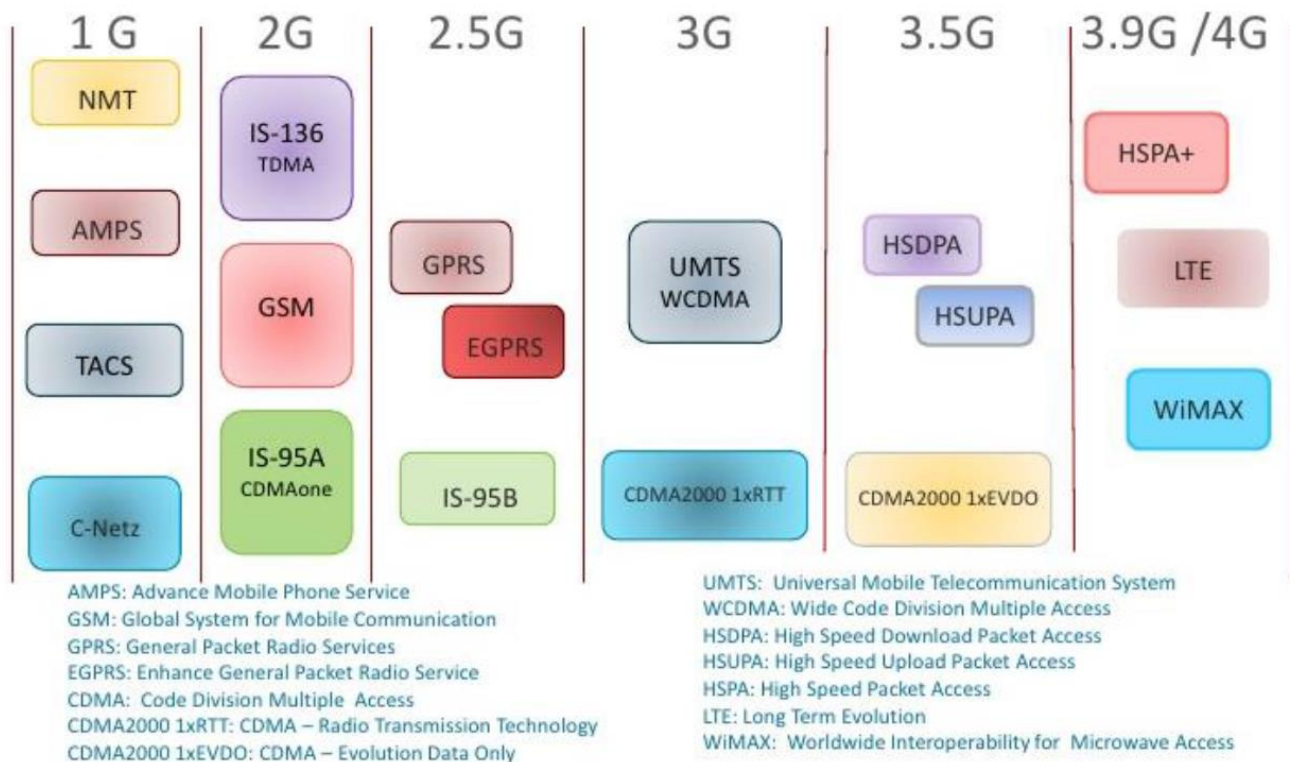 1 G
2G
2.5G
3G
3.5G
3.9G /4G
NMT
AMPS
TACS
C-Netz
IS-136
TDMA
GSM
IS-95A
CDMAone
GPRS
EGPRS
IS-95B
UMTS
WCDMA
CDMA2000 1xRTT
HSDPA
HSUPA
CDMA2000 1xEVDO
HSPA+
LTE
WiMAX
AMPS: Advance Mobile Phone Service
GSM: Global System for Mobile Communication
GPRS: General Packet Radio Services
EGPRS: Enhance General Packet Radio Service
CDMA: Code Division Multiple Access
CDMA2000 1xRTT: CDMA – Radio Transmission Technology
CDMA2000 1xEVDO: CDMA – Evolution Data Only
UMTS: Universal Mobile Telecommunication System
WCDMA: Wide Code Division Multiple Access
HSDPA: High Speed Download Packet Access
HSUPA: High Speed Upload Packet Access
HSPA: High Speed Packet Access
LTE: Long Term Evolution
WiMAX: Worldwide Interoperability for Microwave Access